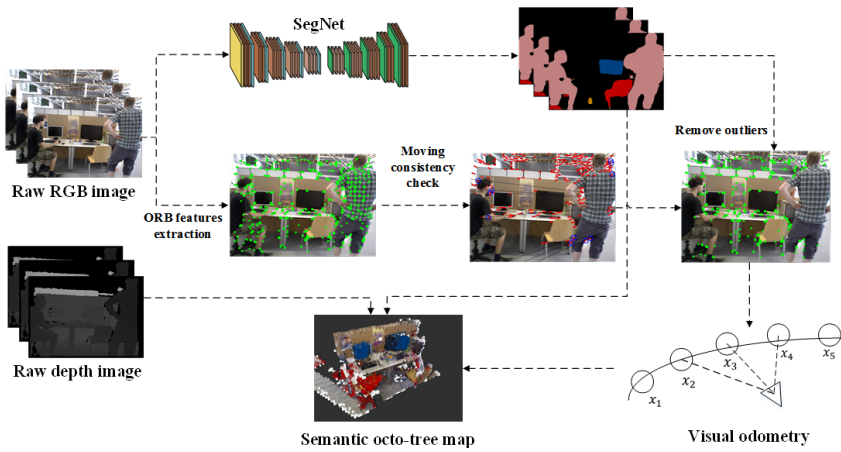 SegNet
Raw RGB image
ORB features
extraction
Moving
consistency
check
Remove outliers
Raw depth image
Semantic octo-tree map
x₁
x₂
x₃
x₄
x₅
Visual odometry